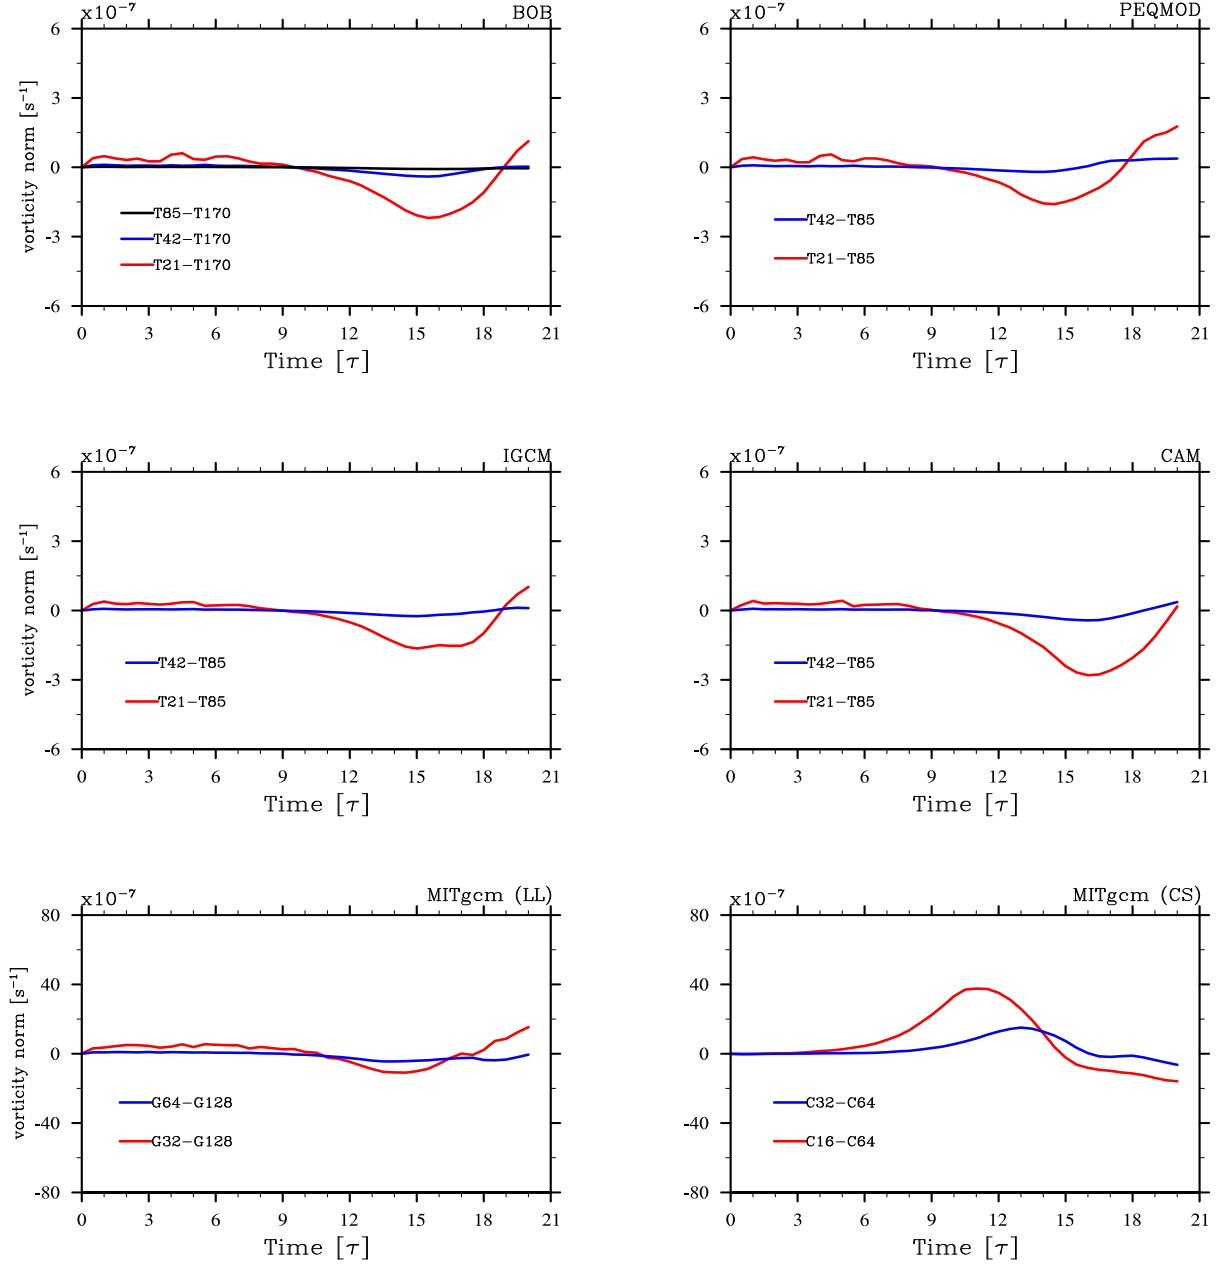 x10⁻⁷ BOB
6
3
0
-3
-6
vorticity norm [s⁻¹]
T85−T170
T42−T170
T21−T170
0 3 6 9 12 15 18 21
Time [τ]
x10⁻⁷ PEQMOD
6
3
0
-3
-6
T42−T85
T21−T85
0 3 6 9 12 15 18 21
Time [τ]
x10⁻⁷ IGCM
6
3
0
-3
-6
vorticity norm [s⁻¹]
T42−T85
T21−T85
0 3 6 9 12 15 18 21
Time [τ]
x10⁻⁷ CAM
6
3
0
-3
-6
T42−T85
T21−T85
0 3 6 9 12 15 18 21
Time [τ]
x10⁻⁷ MITgcm (LL)
80
40
0
-40
-80
vorticity norm [s⁻¹]
G64−G128
G32−G128
0 3 6 9 12 15 18 21
Time [τ]
x10⁻⁷ MITgcm (CS)
80
40
0
-40
-80
C32−C64
C16−C64
0 3 6 9 12 15 18 21
Time [τ]